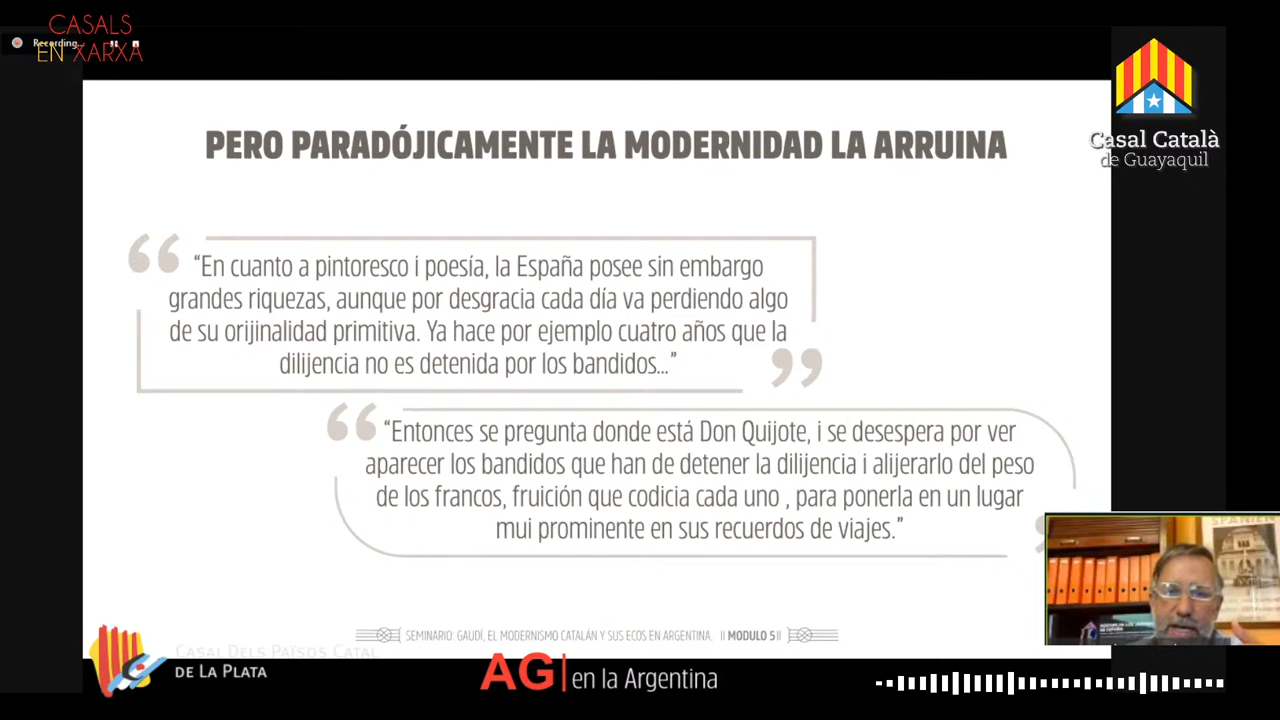 CASALS
EN XARXA
Recording...
Casal Català
de Guayaquil
PERO PARADÓJICAMENTE LA MODERNIDAD LA ARRUINA
“En cuanto a pintoresco i poesía, la España posee sin embargo
grandes riquezas, aunque por desgracia cada día va perdiendo algo
de su orijinalidad primitiva. Ya hace por ejemplo cuatro años que la
dilijencia no es detenida por los bandidos...”
“Entonces se pregunta donde está Don Quijote, i se desespera por ver
aparecer los bandidos que han de detener la dilijencia i alijerarlo del peso
de los francos, fruición que codicia cada uno , para ponerla en un lugar
mui prominente en sus recuerdos de viajes.”
SPANIEN
MINARIO: GAUDÍ, EL MODERNISMO CATALÁN Y SUS ECOS EN ARGENTINA. || MODULO 5 ||
CASAL DELS PAÏSOS CATAL
DE LA PLATA
AG| en la Argentina